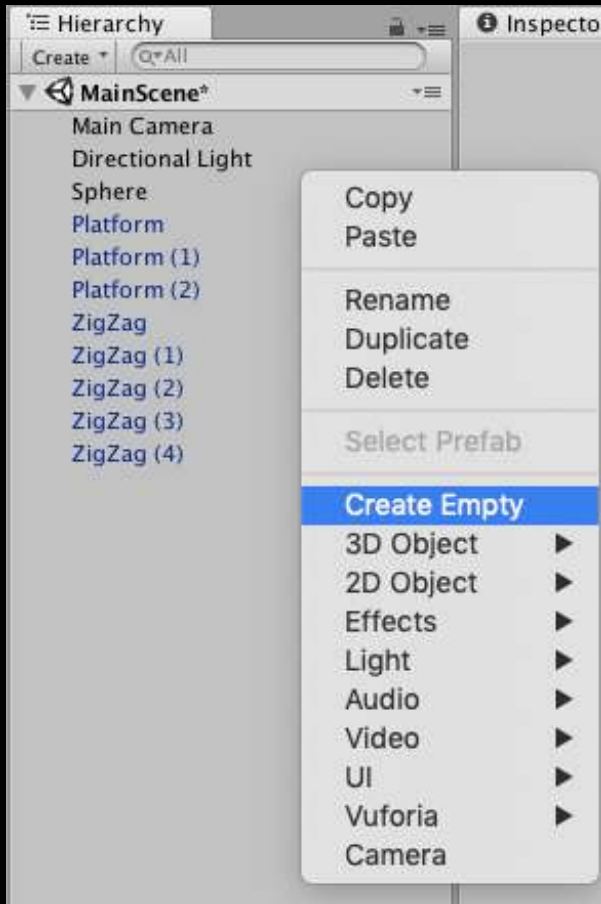 Hierarchy
Inspecto
Create
All
MainScene*
Main Camera
Directional Light
Sphere
Platform
Platform (1)
Platform (2)
ZigZag
ZigZag (1)
ZigZag (2)
ZigZag (3)
ZigZag (4)
Copy
Paste
Rename
Duplicate
Delete
Select Prefab
Create Empty
3D Object
2D Object
Effects
Light
Audio
Video
UI
Vuforia
Camera